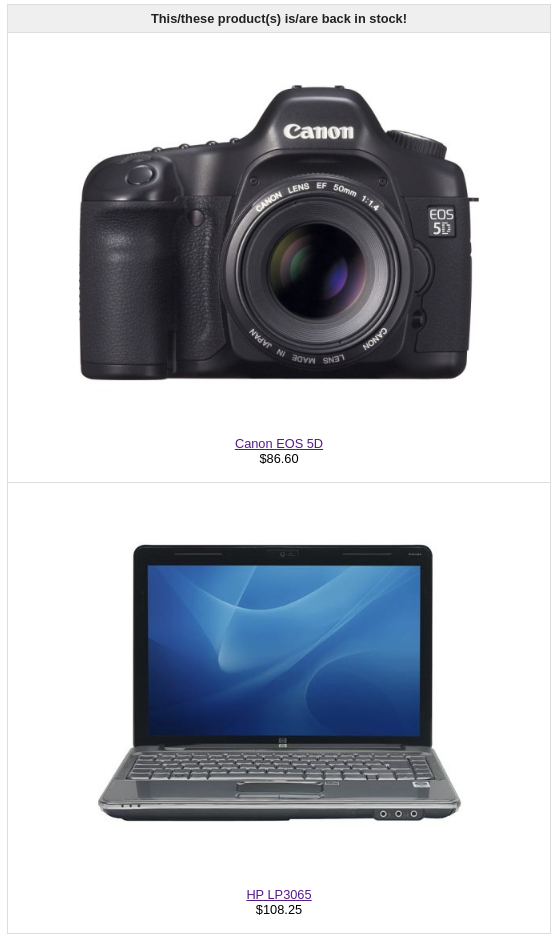 This/these product(s) is/are back in stock!
Canon
CANON LENS EF 50mm 1:1.4
EOS
5D
CANON LENS MADE IN JAPAN
Canon EOS 5D
$86.60
hp
HP LP3065
$108.25